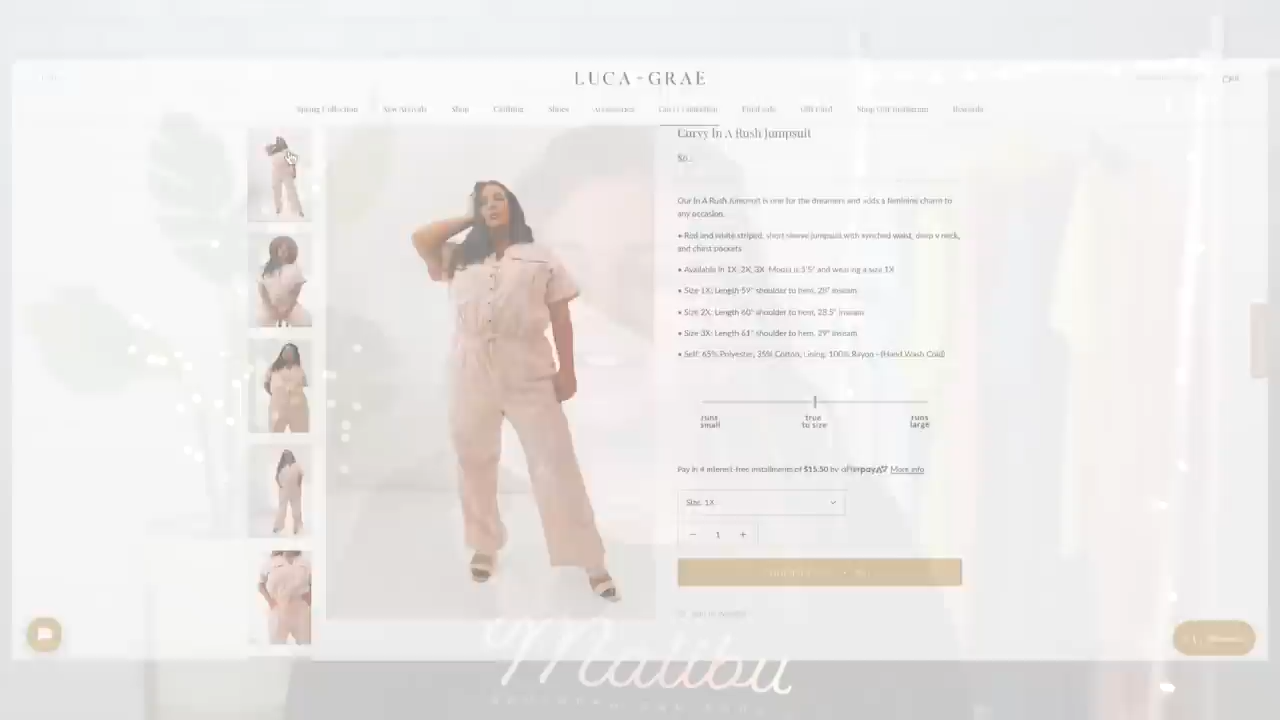 LUCA + GRAE
Spring Collection New Arrivals Shop Clothing Shoes Accessories Final Sale Gift Card Shop Our Instagram Rewards
Curvy In A Rush Jumpsuit
Our In A Rush Jumpsuit is one for the dreamers and adds a feminine charm to
any occasion.
• Red and white striped, short sleeve jumpsuit with synched waist, deep v neck,
and chest pockets
• Available in 1X, 2X, 3X Model is 5'5" and wearing a size 1X
• Size 1X: Length 59" shoulder to hem, 28" inseam
• Size 2X: Length 60" shoulder to hem, 28.5" inseam
• Size 3X: Length 61" shoulder to hem, 29" inseam
• Self: 65% Polyester, 35% Cotton, Lining: 100% Rayon - (Hand Wash Cold)
runs small true to size runs large
Pay in 4 interest-free installments of $15.50 by afterpay More info
Size: 1X
− 1 +
Malibu